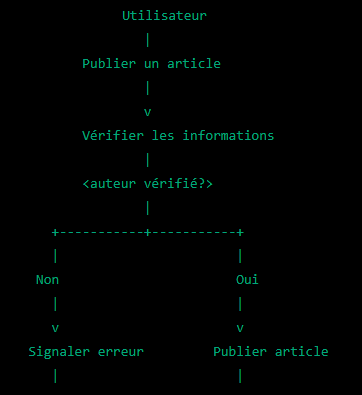 Utilisateur
|
Publier un article
|
v
Vérifier les informations
|
<auteur vérifié?>
|
+-----------+-----------+
| |
Non Oui
| |
v v
Signaler erreur Publier article
| |